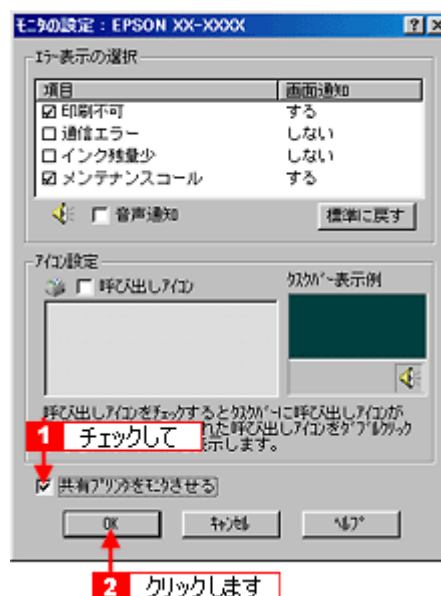 ﾓﾆﾀの設定：EPSON XX-XXXX
ｴﾗｰ表示の選択
項目 画面通知
印刷不可 する
通信エラー しない
インク残量少 しない
メンテナンスコール する
音声通知 標準に戻す
ｱｲｺﾝ設定
呼び出しｱｲｺﾝ ﾀｽｸﾊﾞｰ表示例
呼び出しｱｲｺﾝをﾁｪｯｸするとﾀｽｸﾊﾞｰに呼び出しｱｲｺﾝが
れた呼び出しｱｲｺﾝをﾀﾞﾌﾞﾙｸﾘｯｸ
示します。
1 チェックして
共有ﾌﾟﾘﾝﾀをﾓﾆﾀさせる
OK ｷｬﾝｾﾙ ﾍﾙﾌﾟ
2 クリックします